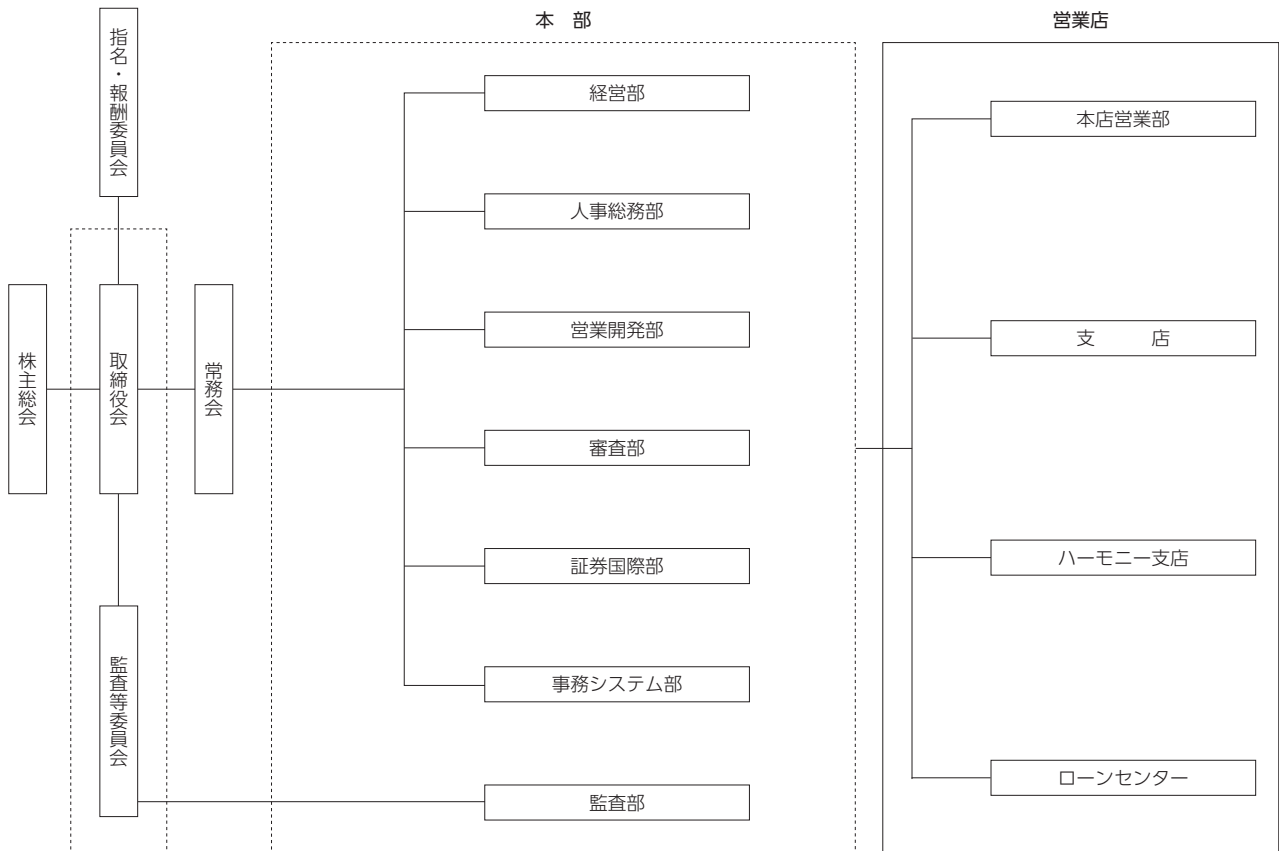 本　部
営業店
指名・報酬委員会
株主総会
取締役会
常務会
監査等委員会
経営部
人事総務部
営業開発部
審査部
証券国際部
事務システム部
監査部
本店営業部
支　　　店
ハーモニー支店
ローンセンター